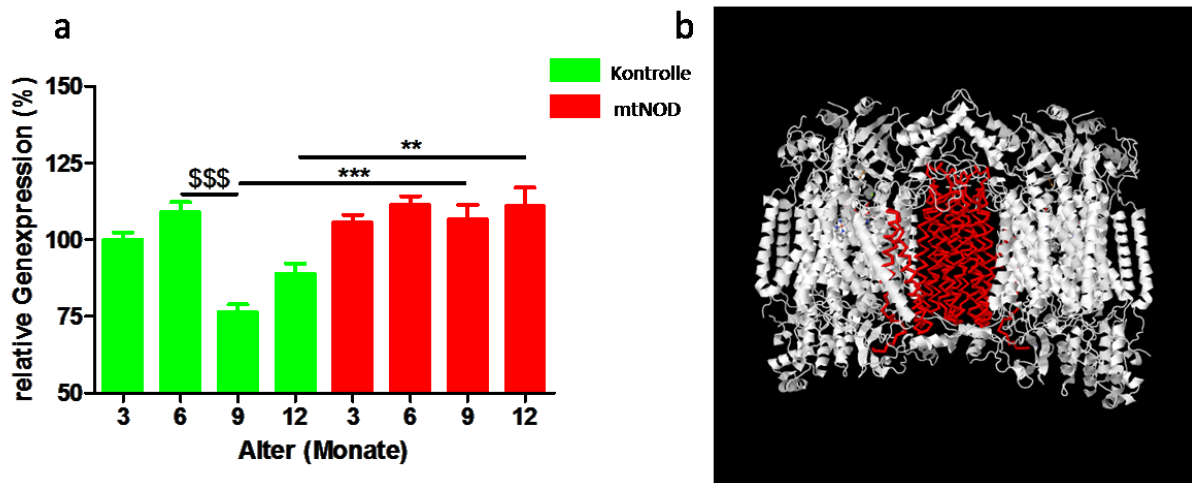 a
b
Kontrolle
mtNOD
relative Genexpression (%)
150
125
100
75
50
$$$
***
**
3 6 9 12 3 6 9 12
Alter (Monate)